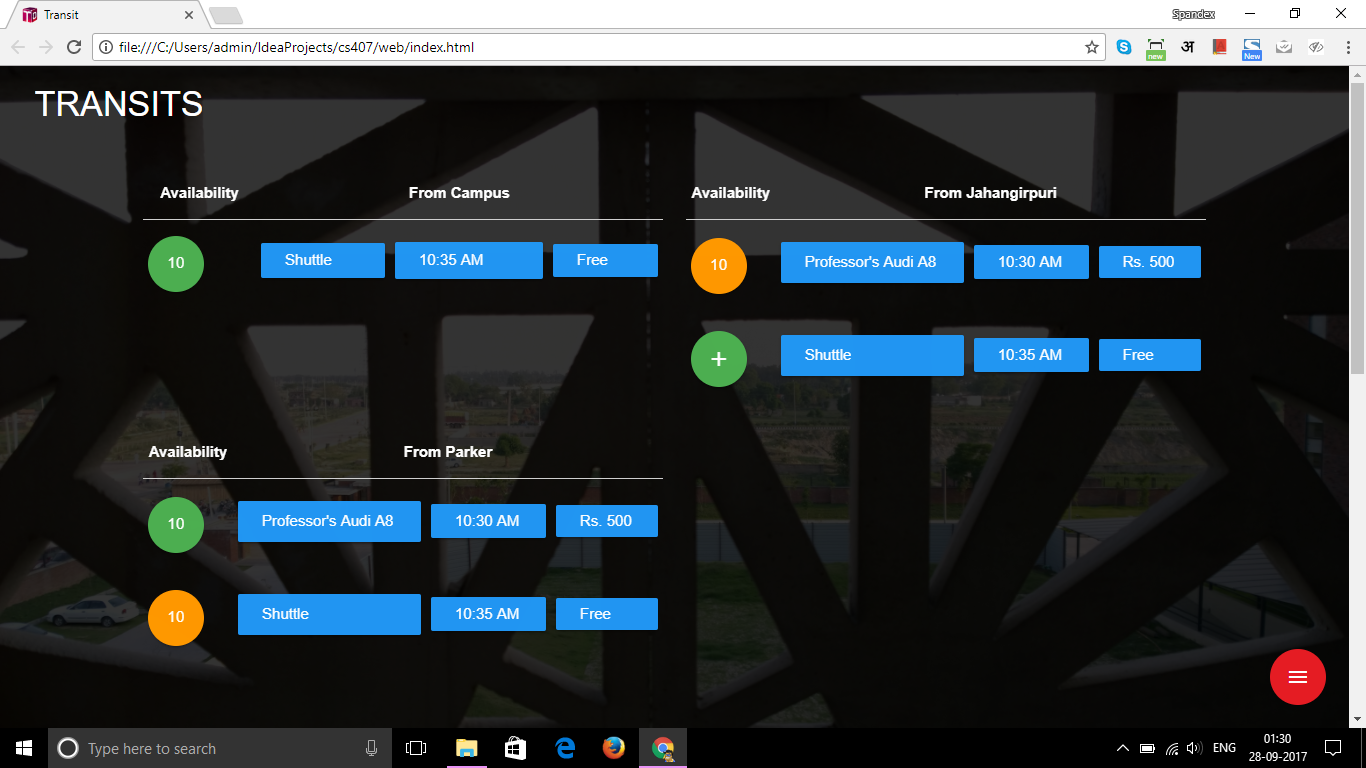 Transit
Spandex
file:///C:/Users/admin/IdeaProjects/cs407/web/index.html
new
अ
New
TRANSITS
Availability From Campus
10 Shuttle 10:35 AM Free
Availability From Jahangirpuri
10 Professor's Audi A8 10:30 AM Rs. 500
+ Shuttle 10:35 AM Free
Availability From Parker
10 Professor's Audi A8 10:30 AM Rs. 500
10 Shuttle 10:35 AM Free
Type here to search
ENG
01:30
28-09-2017